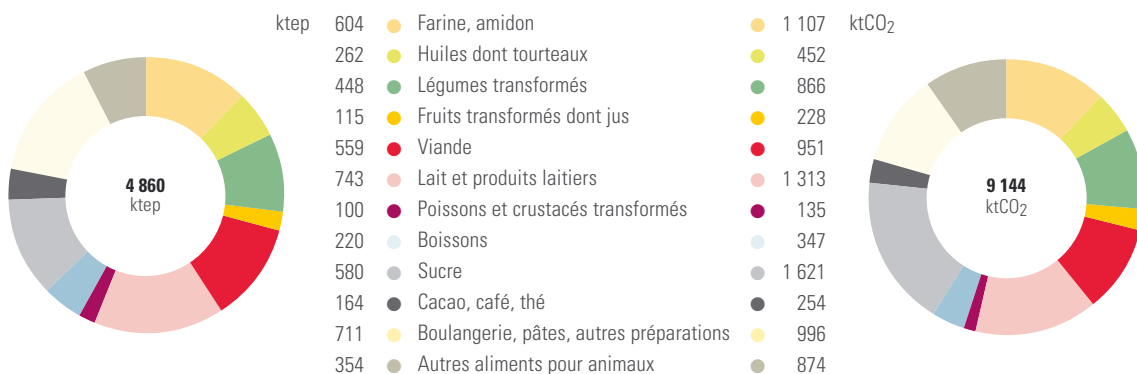 ktep 604 Farine, amidon 1 107 ktCO₂
262 Huiles dont tourteaux 452
448 Légumes transformés 866
115 Fruits transformés dont jus 228
559 Viande 951
743 Lait et produits laitiers 1 313
100 Poissons et crustacés transformés 135
220 Boissons 347
580 Sucre 1 621
164 Cacao, café, thé 254
711 Boulangerie, pâtes, autres préparations 996
354 Autres aliments pour animaux 874
4 860
ktep
9 144
ktCO₂